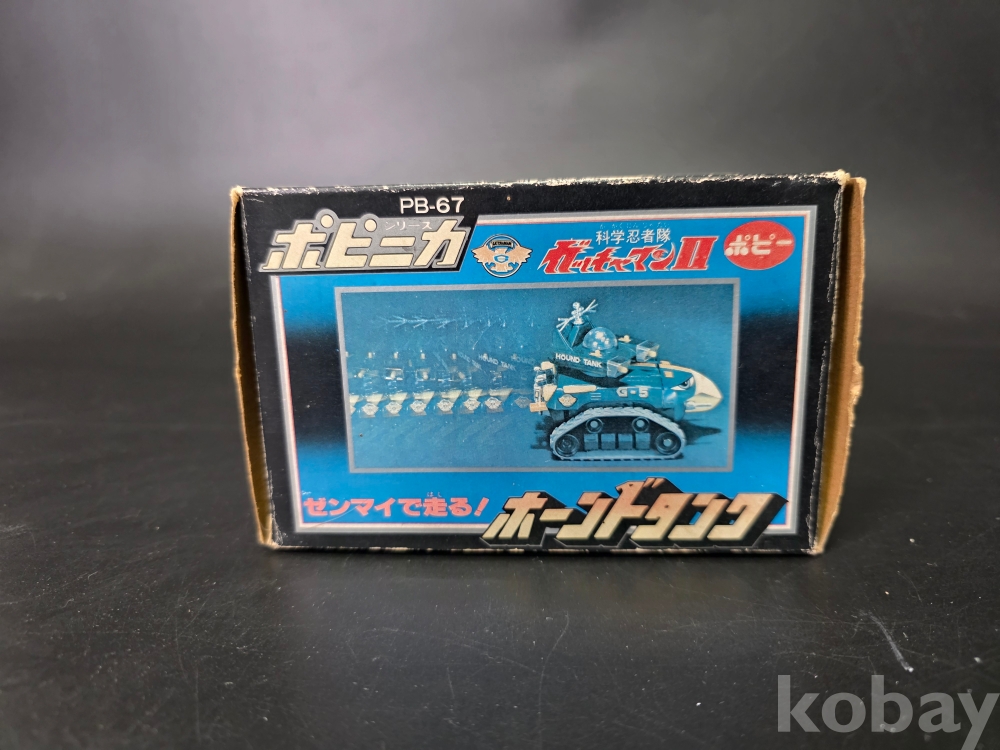 PB-67
シリーズ
ポピニカ
科学忍者隊
ガッチャマンII
ポピー
HOUND TANK
G-5
ゼンマイで走る!
はし
ホーンドタンク
kobay